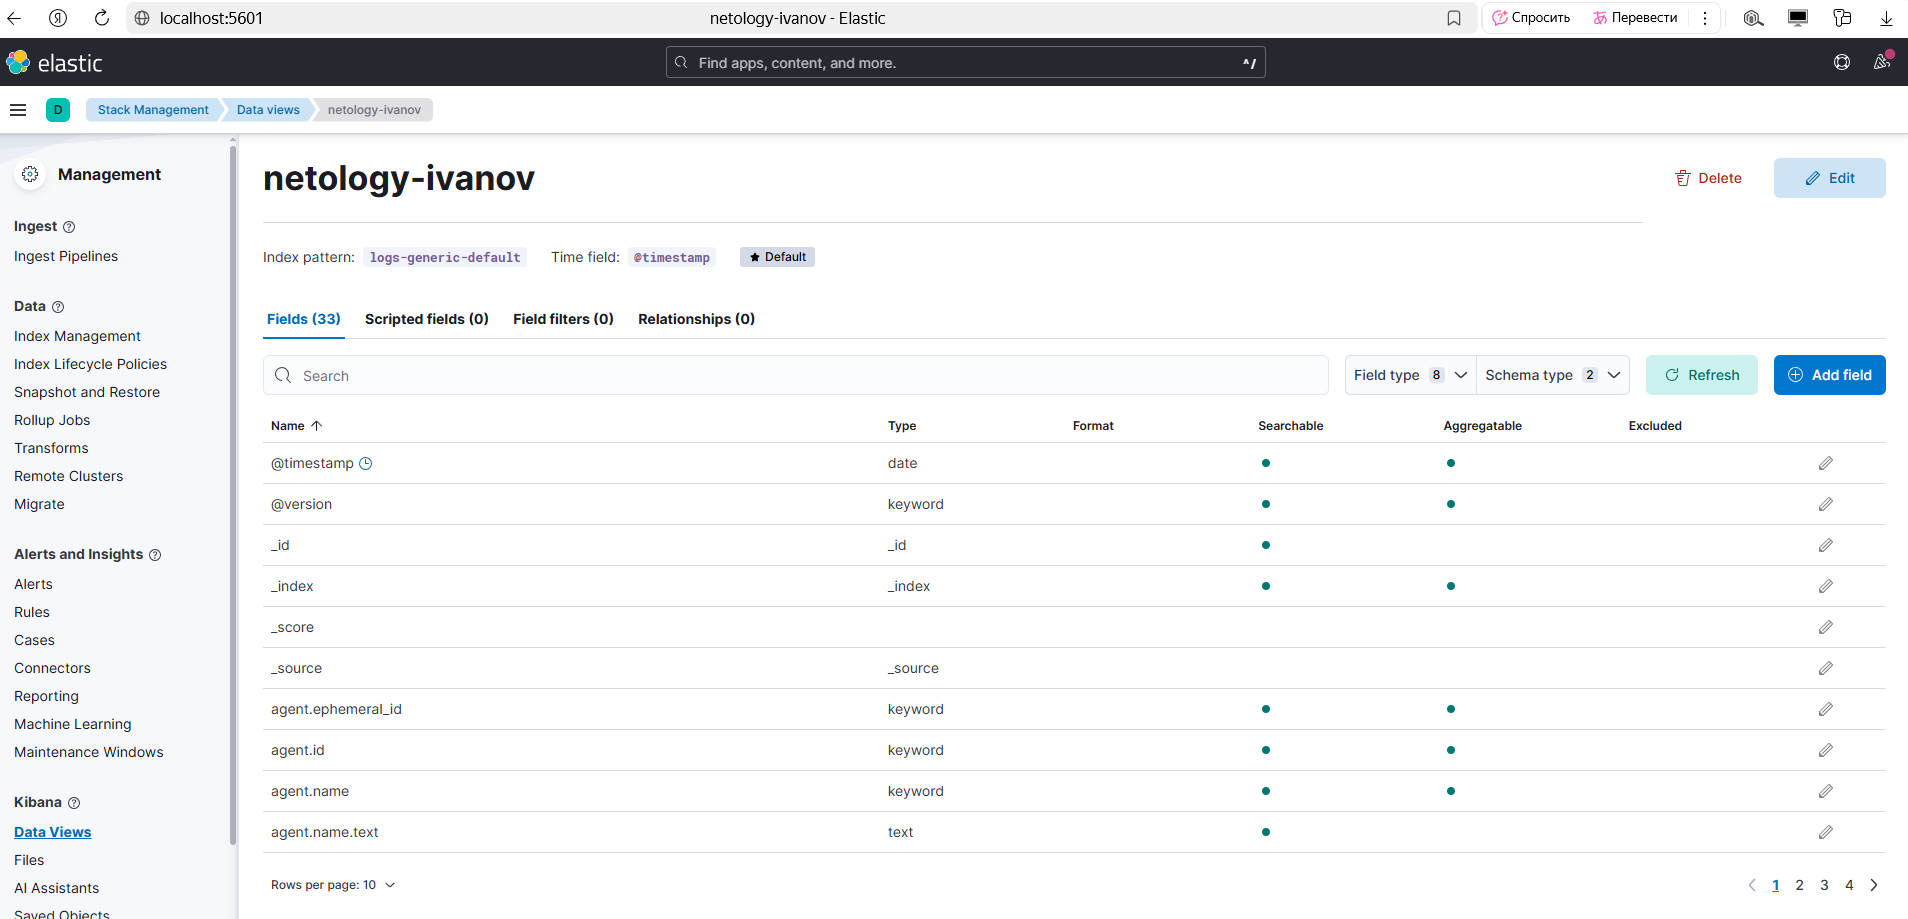 localhost:5601
netology-ivanov - Elastic
Спросить
Перевести
elastic
Find apps, content, and more.
^/
D
Stack Management
Data views
netology-ivanov
Management
Ingest
Ingest Pipelines
Data
Index Management
Index Lifecycle Policies
Snapshot and Restore
Rollup Jobs
Transforms
Remote Clusters
Migrate
Alerts and Insights
Alerts
Rules
Cases
Connectors
Reporting
Machine Learning
Maintenance Windows
Kibana
Data Views
Files
AI Assistants
Saved Objects
netology-ivanov
Delete
Edit
Index pattern: logs-generic-default
Time field: @timestamp
Default
Fields (33)
Scripted fields (0)
Field filters (0)
Relationships (0)
Search
Field type 8
Schema type 2
Refresh
Add field
Name Type Format Searchable Aggregatable Excluded
@timestamp date
@version keyword
_id _id
_index _index
_score
_source _source
agent.ephemeral_id keyword
agent.id keyword
agent.name keyword
agent.name.text text
Rows per page: 10
1 2 3 4